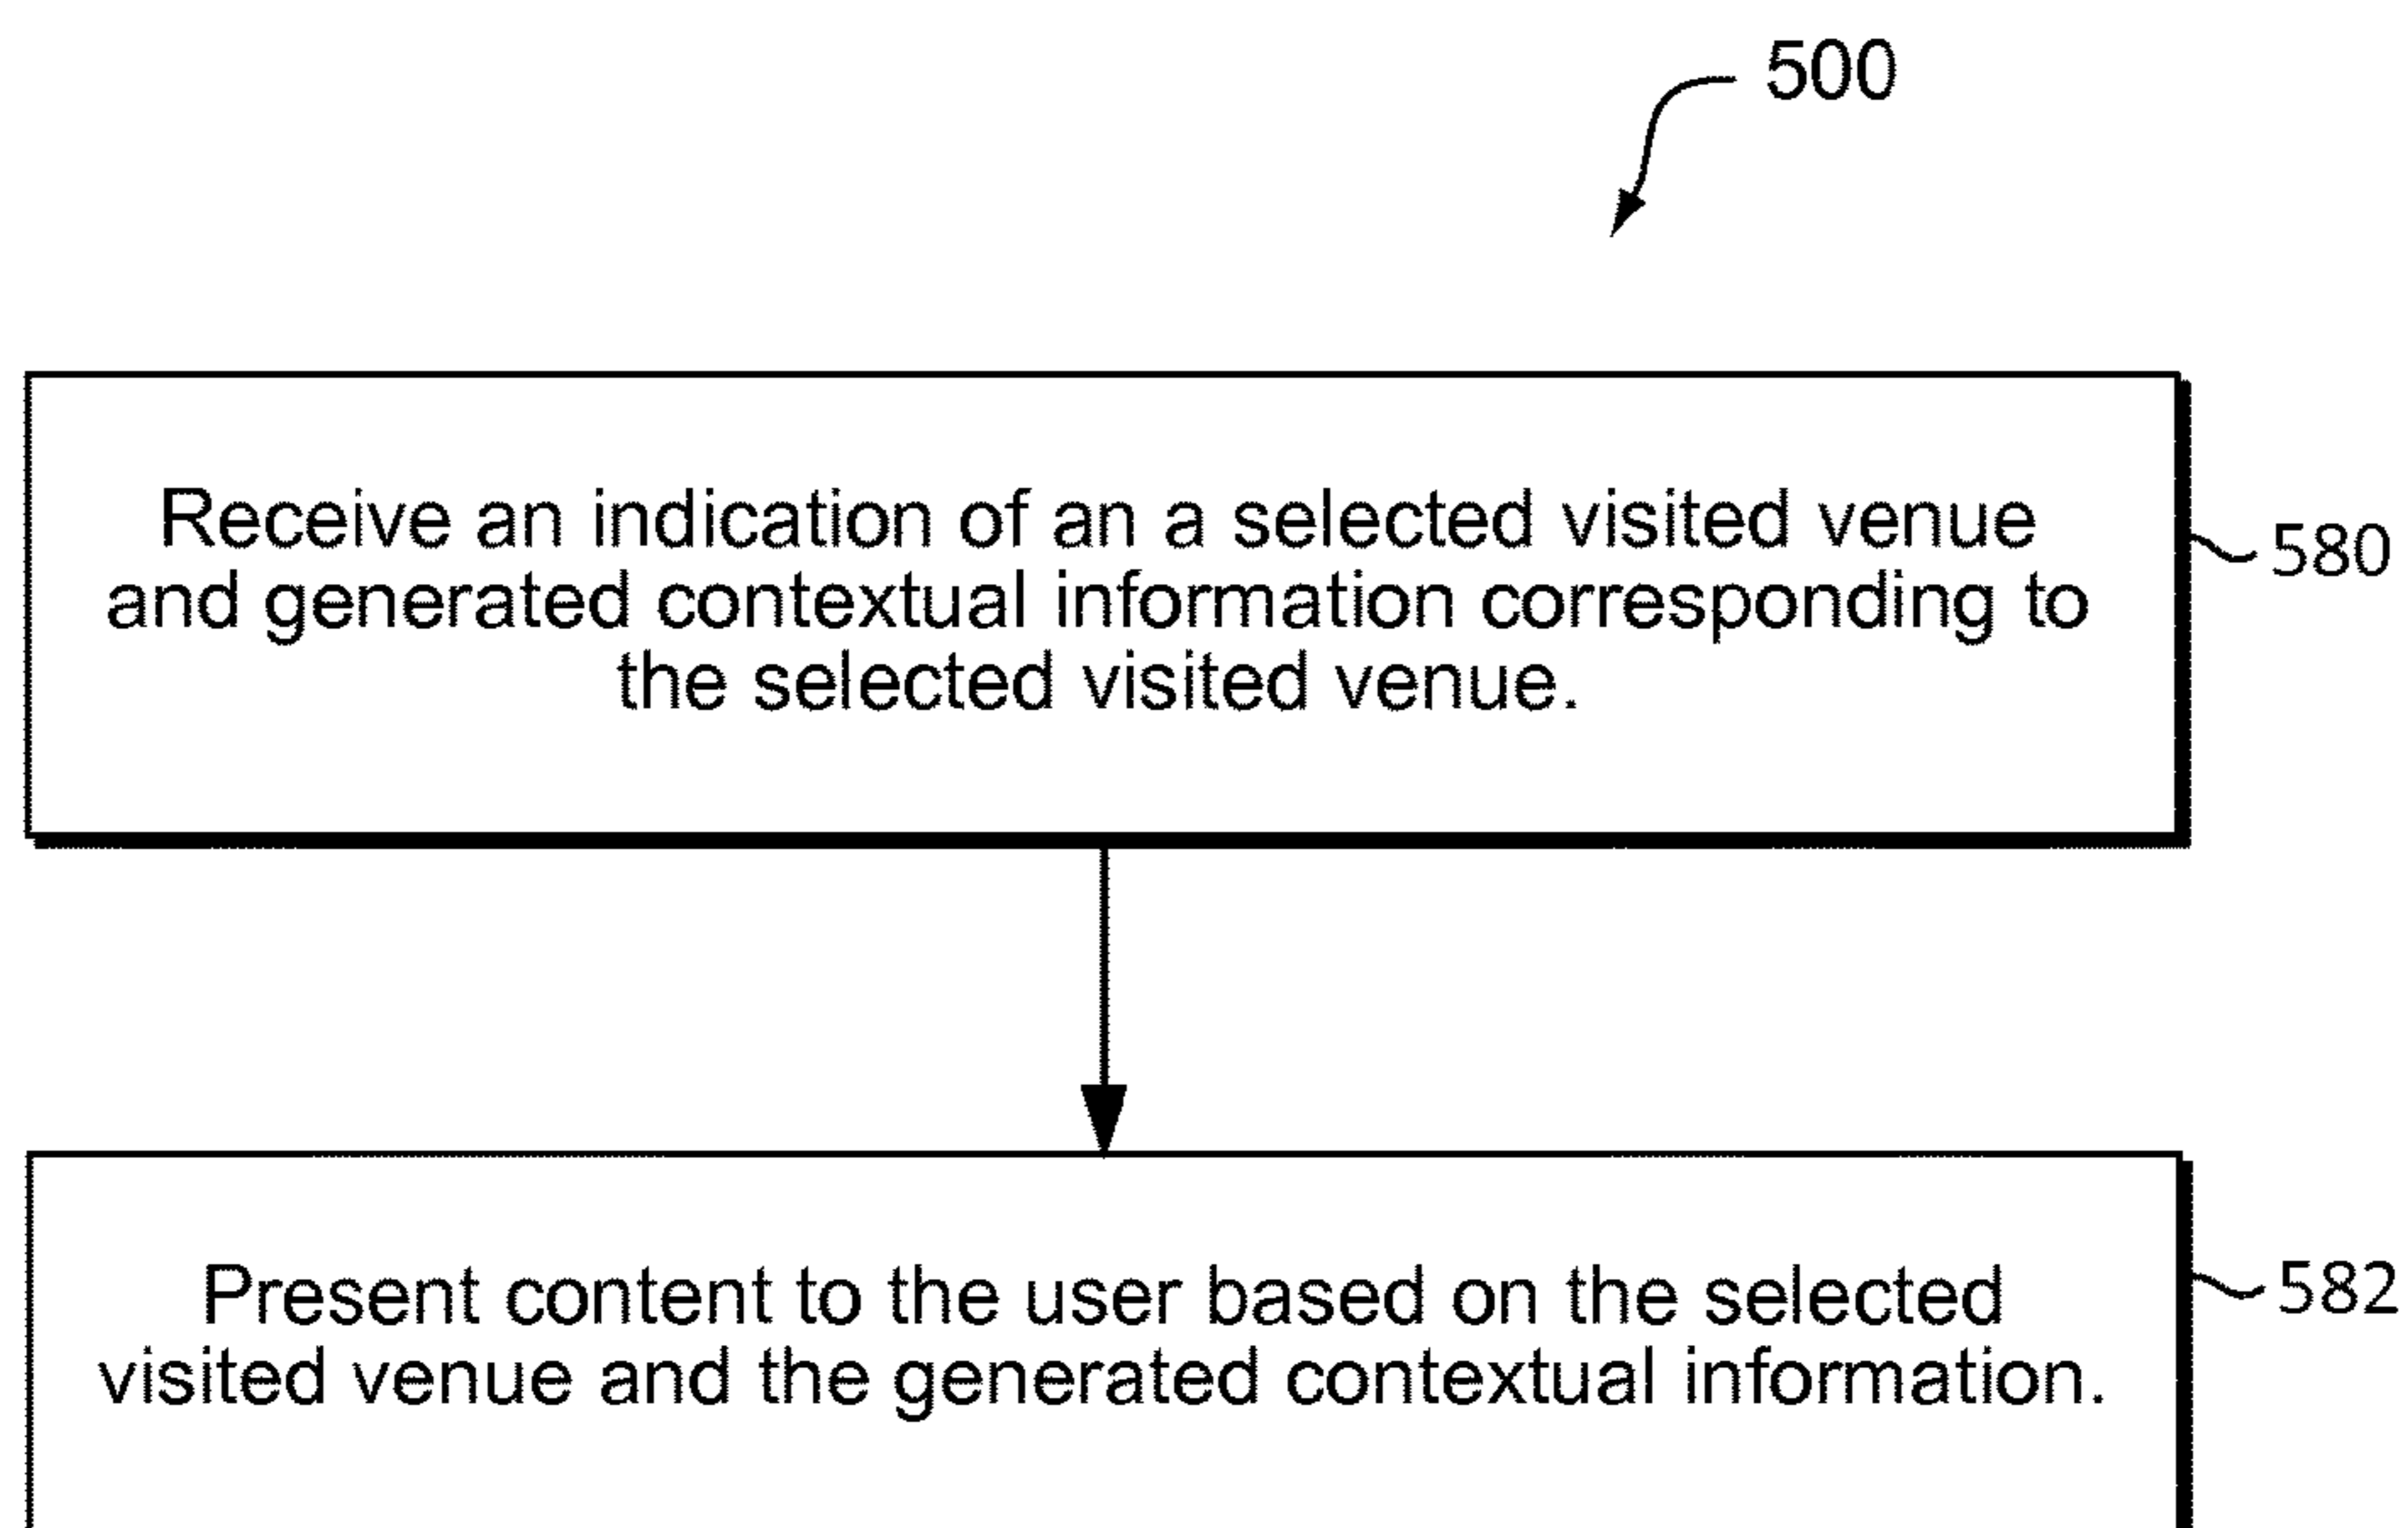 500
Receive an indication of an a selected visited venue
and generated contextual information corresponding to
the selected visited venue.
580
Present content to the user based on the selected
visited venue and the generated contextual information.
582